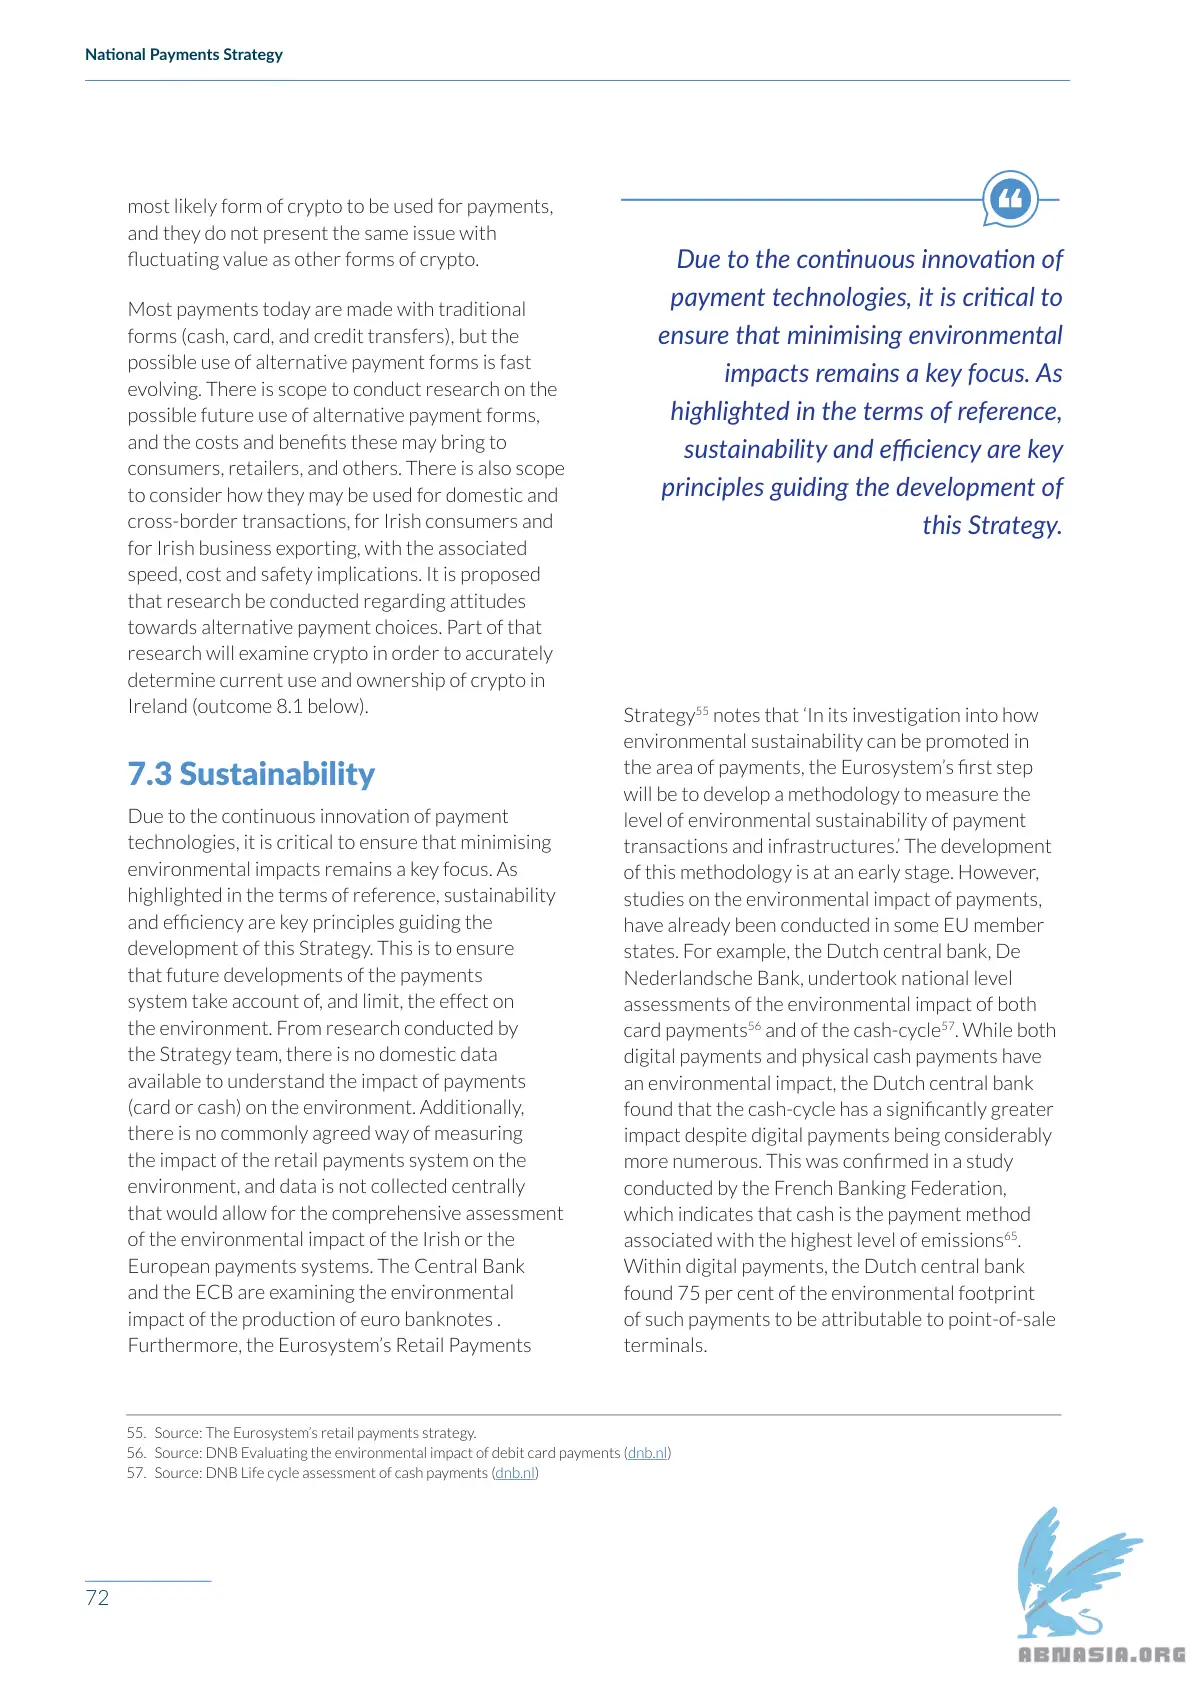 National Payments Strategy
most likely form of crypto to be used for payments,
and they do not present the same issue with
fluctuating value as other forms of crypto.
Most payments today are made with traditional
forms (cash, card, and credit transfers), but the
possible use of alternative payment forms is fast
evolving. There is scope to conduct research on the
possible future use of alternative payment forms,
and the costs and benefits these may bring to
consumers, retailers, and others. There is also scope
to consider how they may be used for domestic and
cross-border transactions, for Irish consumers and
for Irish business exporting, with the associated
speed, cost and safety implications. It is proposed
that research be conducted regarding attitudes
towards alternative payment choices. Part of that
research will examine crypto in order to accurately
determine current use and ownership of crypto in
Ireland (outcome 8.1 below).
7.3 Sustainability
Due to the continuous innovation of payment
technologies, it is critical to ensure that minimising
environmental impacts remains a key focus. As
highlighted in the terms of reference, sustainability
and efficiency are key principles guiding the
development of this Strategy. This is to ensure
that future developments of the payments
system take account of, and limit, the effect on
the environment. From research conducted by
the Strategy team, there is no domestic data
available to understand the impact of payments
(card or cash) on the environment. Additionally,
there is no commonly agreed way of measuring
the impact of the retail payments system on the
environment, and data is not collected centrally
that would allow for the comprehensive assessment
of the environmental impact of the Irish or the
European payments systems. The Central Bank
and the ECB are examining the environmental
impact of the production of euro banknotes .
Furthermore, the Eurosystem’s Retail Payments
❝
Due to the continuous innovation of
payment technologies, it is critical to
ensure that minimising environmental
impacts remains a key focus. As
highlighted in the terms of reference,
sustainability and efficiency are key
principles guiding the development of
this Strategy.
Strategy55 notes that ‘In its investigation into how
environmental sustainability can be promoted in
the area of payments, the Eurosystem’s first step
will be to develop a methodology to measure the
level of environmental sustainability of payment
transactions and infrastructures.’ The development
of this methodology is at an early stage. However,
studies on the environmental impact of payments,
have already been conducted in some EU member
states. For example, the Dutch central bank, De
Nederlandsche Bank, undertook national level
assessments of the environmental impact of both
card payments56 and of the cash-cycle57. While both
digital payments and physical cash payments have
an environmental impact, the Dutch central bank
found that the cash-cycle has a significantly greater
impact despite digital payments being considerably
more numerous. This was confirmed in a study
conducted by the French Banking Federation,
which indicates that cash is the payment method
associated with the highest level of emissions65.
Within digital payments, the Dutch central bank
found 75 per cent of the environmental footprint
of such payments to be attributable to point-of-sale
terminals.
55. Source: The Eurosystem’s retail payments strategy.
56. Source: DNB Evaluating the environmental impact of debit card payments (dnb.nl)
57. Source: DNB Life cycle assessment of cash payments (dnb.nl)
72
ABNASIA.ORG